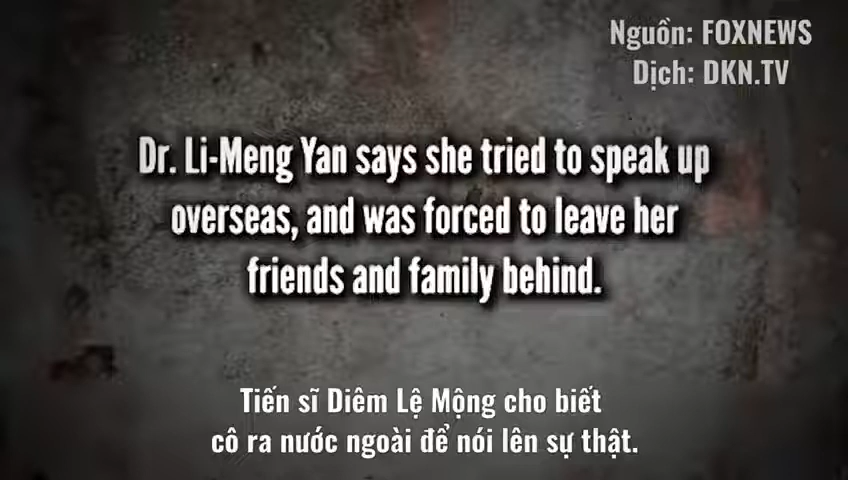 Nguồn: FOXNEWS
Dịch: DKN.TV
Dr. Li-Meng Yan says she tried to speak up
overseas, and was forced to leave her
friends and family behind.
Tiến sĩ Diêm Lệ Mộng cho biết
cô ra nước ngoài để nói lên sự thật.